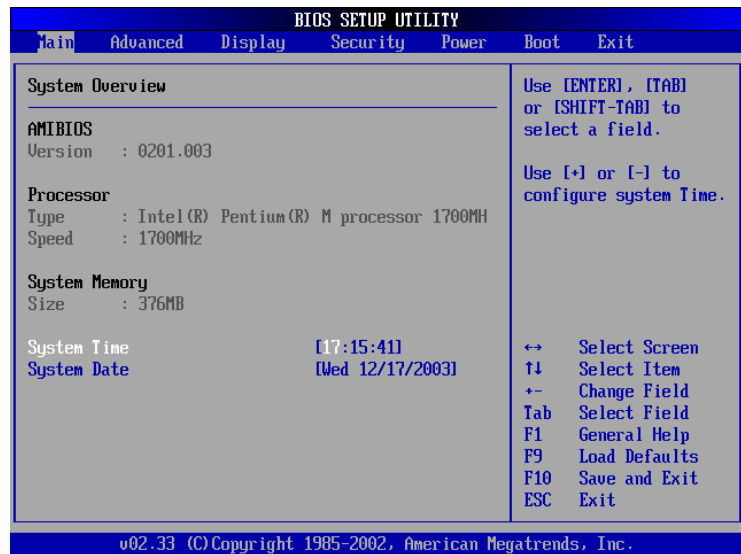 BIOS SETUP UTILITY
Main Advanced Display Security Power Boot Exit
System Overview
AMIBIOS
Version : 0201.003
Processor
Type : Intel(R) Pentium(R) M processor 1700MH
Speed : 1700MHz
System Memory
Size : 376MB
System Time [17:15:41]
System Date [Wed 12/17/2003]
Use [ENTER], [TAB]
or [SHIFT-TAB] to
select a field.
Use [+] or [-] to
configure system Time.
↔ Select Screen
↑↓ Select Item
+- Change Field
Tab Select Field
F1 General Help
F9 Load Defaults
F10 Save and Exit
ESC Exit
v02.33 (C)Copyright 1985-2002, American Megatrends, Inc.